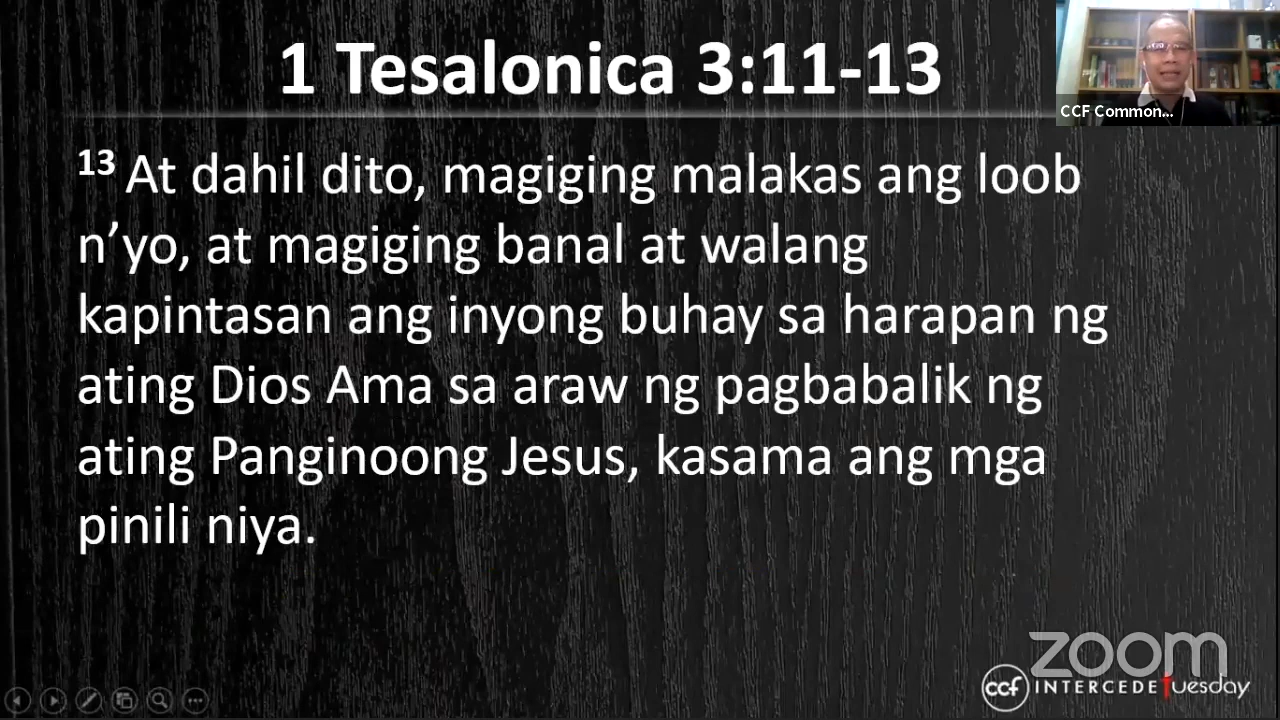 1 Tesalonica 3:11-13
CCF Common...
13 At dahil dito, magiging malakas ang loob
n’yo, at magiging banal at walang
kapintasan ang inyong buhay sa harapan ng
ating Dios Ama sa araw ng pagbabalik ng
ating Panginoong Jesus, kasama ang mga
pinili niya.
zoom
ccf INTERCEDE Tuesday